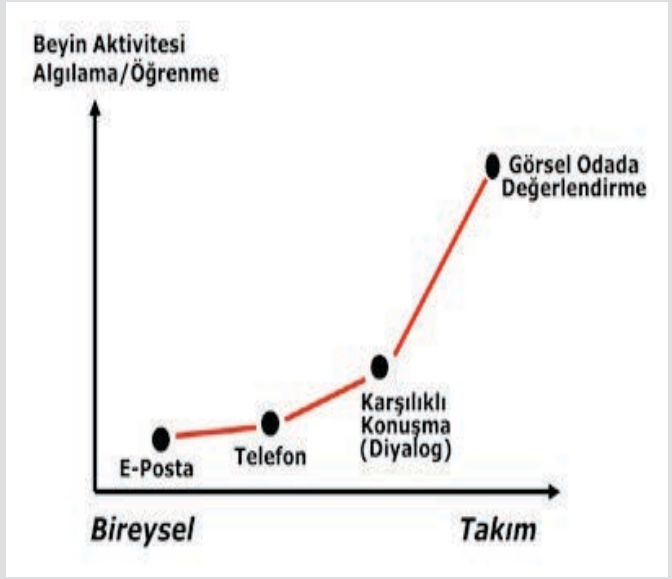 Beyin Aktivitesi
Algılama/Öğrenme
Görsel Odada
Değerlendirme
Karşılıklı
Konuşma
(Diyalog)
Telefon
E-Posta
Bireysel
Takım